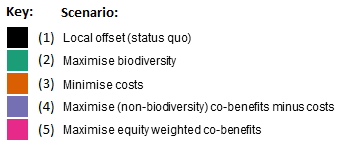 Key: Scenario:
(1) Local offset (status quo)
(2) Maximise biodiversity
(3) Minimise costs
(4) Maximise (non-biodiversity) co-benefits minus costs
(5) Maximise equity weighted co-benefits